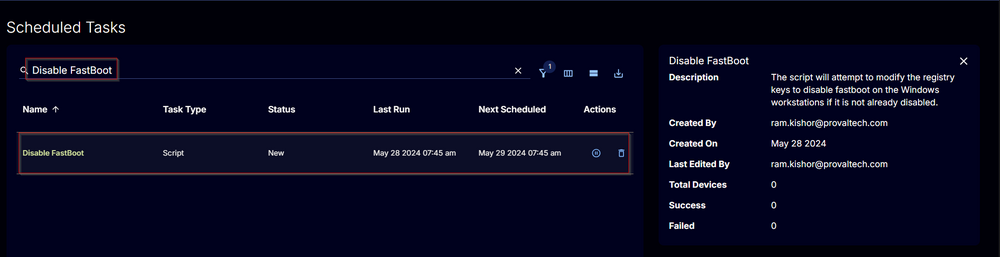 Scheduled Tasks
Disable FastBoot
1
Name Task Type Status Last Run Next Scheduled Actions
Disable FastBoot Script New May 28 2024 07:45 am May 29 2024 07:45 am
Disable FastBoot
Description The script will attempt to modify the registry
keys to disable fastboot on the Windows
workstations if it is not already disabled.
Created By ram.kishor@provaltech.com
Created On May 28 2024
Last Edited By ram.kishor@provaltech.com
Total Devices 0
Success 0
Failed 0